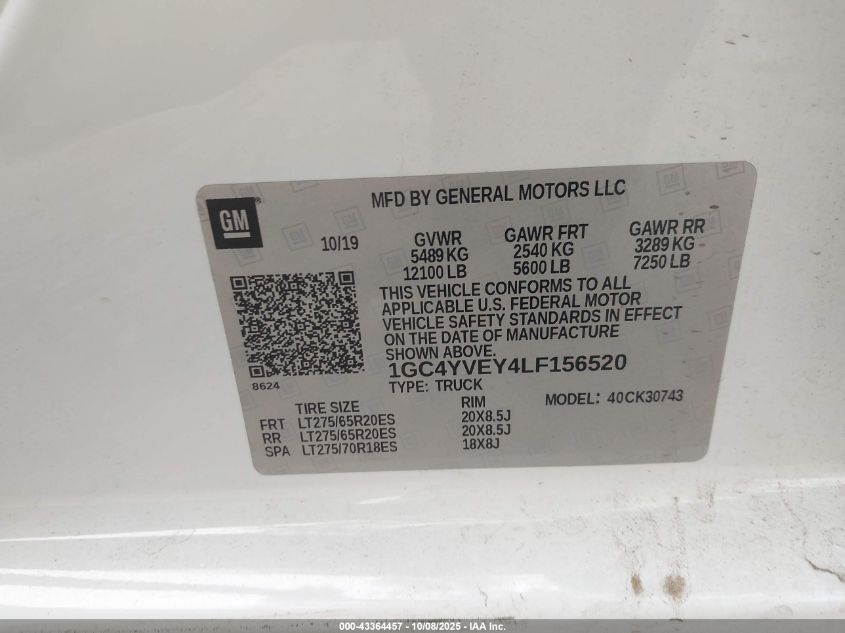 GM
MFD BY GENERAL MOTORS LLC
10/19
GVWR GAWR FRT GAWR RR
5489 KG 2540 KG 3289 KG
12100 LB 5600 LB 7250 LB
THIS VEHICLE CONFORMS TO ALL
APPLICABLE U.S. FEDERAL MOTOR
VEHICLE SAFETY STANDARDS IN EFFECT
ON THE DATE OF MANUFACTURE
SHOWN ABOVE.
1GC4YVEY4LF156520
8624
TYPE: TRUCK
MODEL: 40CK30743
TIRE SIZE RIM
FRT LT275/65R20ES 20X8.5J
RR LT275/65R20ES 20X8.5J
SPA LT275/70R18ES 18X8J
000-43364457 - 10/08/2025 - IAA Inc.